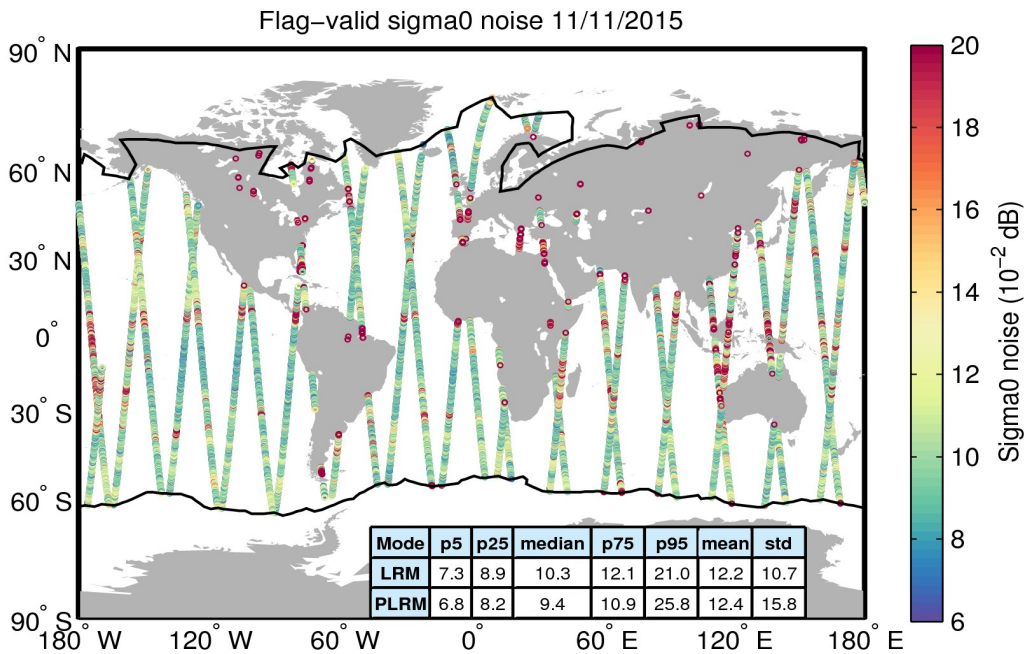 Flag−valid sigma0 noise 11/11/2015
90° N
60° N
30° N
0°
30° S
60° S
90° S
180° W
120° W
60° W
0°
60° E
120° E
180° E
Mode p5 p25 median p75 p95 mean std
LRM 7.3 8.9 10.3 12.1 21.0 12.2 10.7
PLRM 6.8 8.2 9.4 10.9 25.8 12.4 15.8
20
18
16
14
12
10
8
6
Sigma0 noise (10⁻² dB)